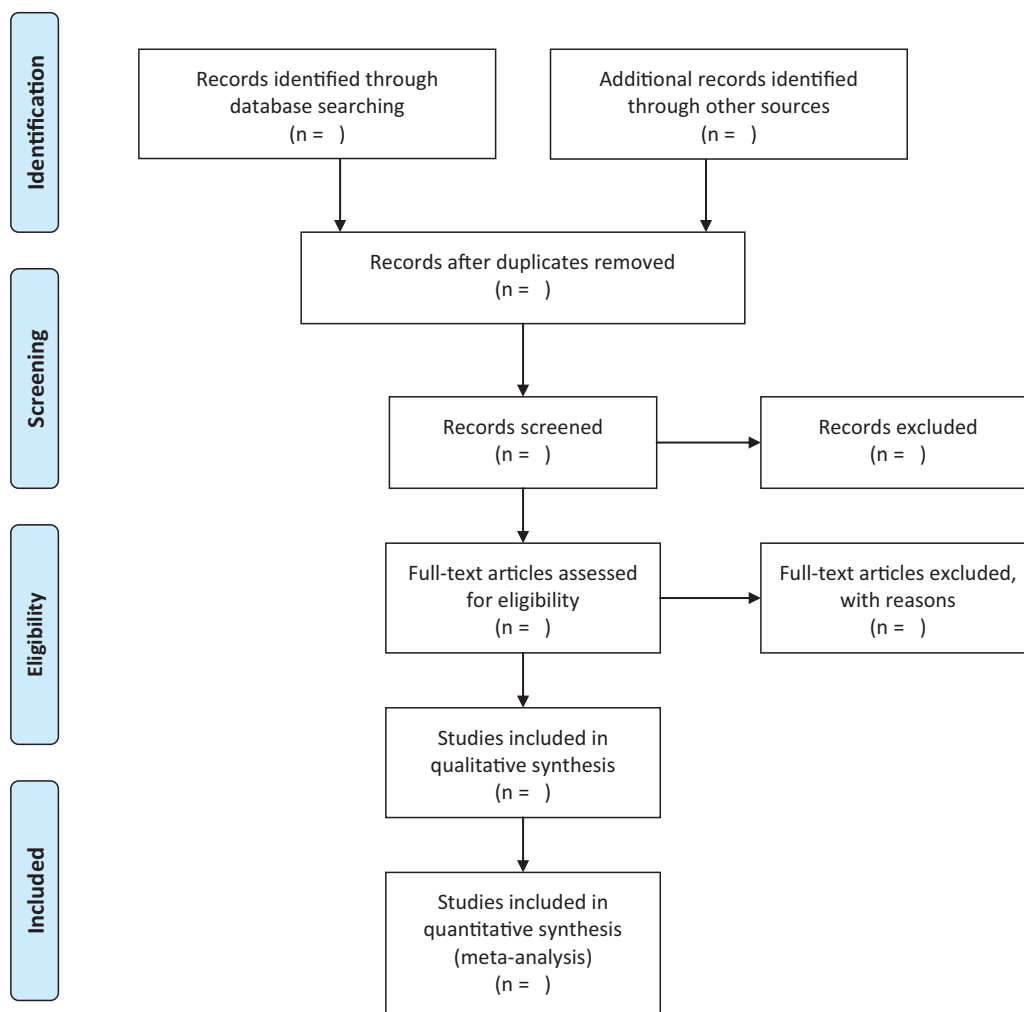 Identification
Records identified through
database searching
(n =   )
Additional records identified
through other sources
(n =   )
Records after duplicates removed
(n =   )
Screening
Records screened
(n =   )
Records excluded
(n =   )
Eligibility
Full-text articles assessed
for eligibility
(n =   )
Full-text articles excluded,
with reasons
(n =   )
Studies included in
qualitative synthesis
(n =   )
Included
Studies included in
quantitative synthesis
(meta-analysis)
(n =   )